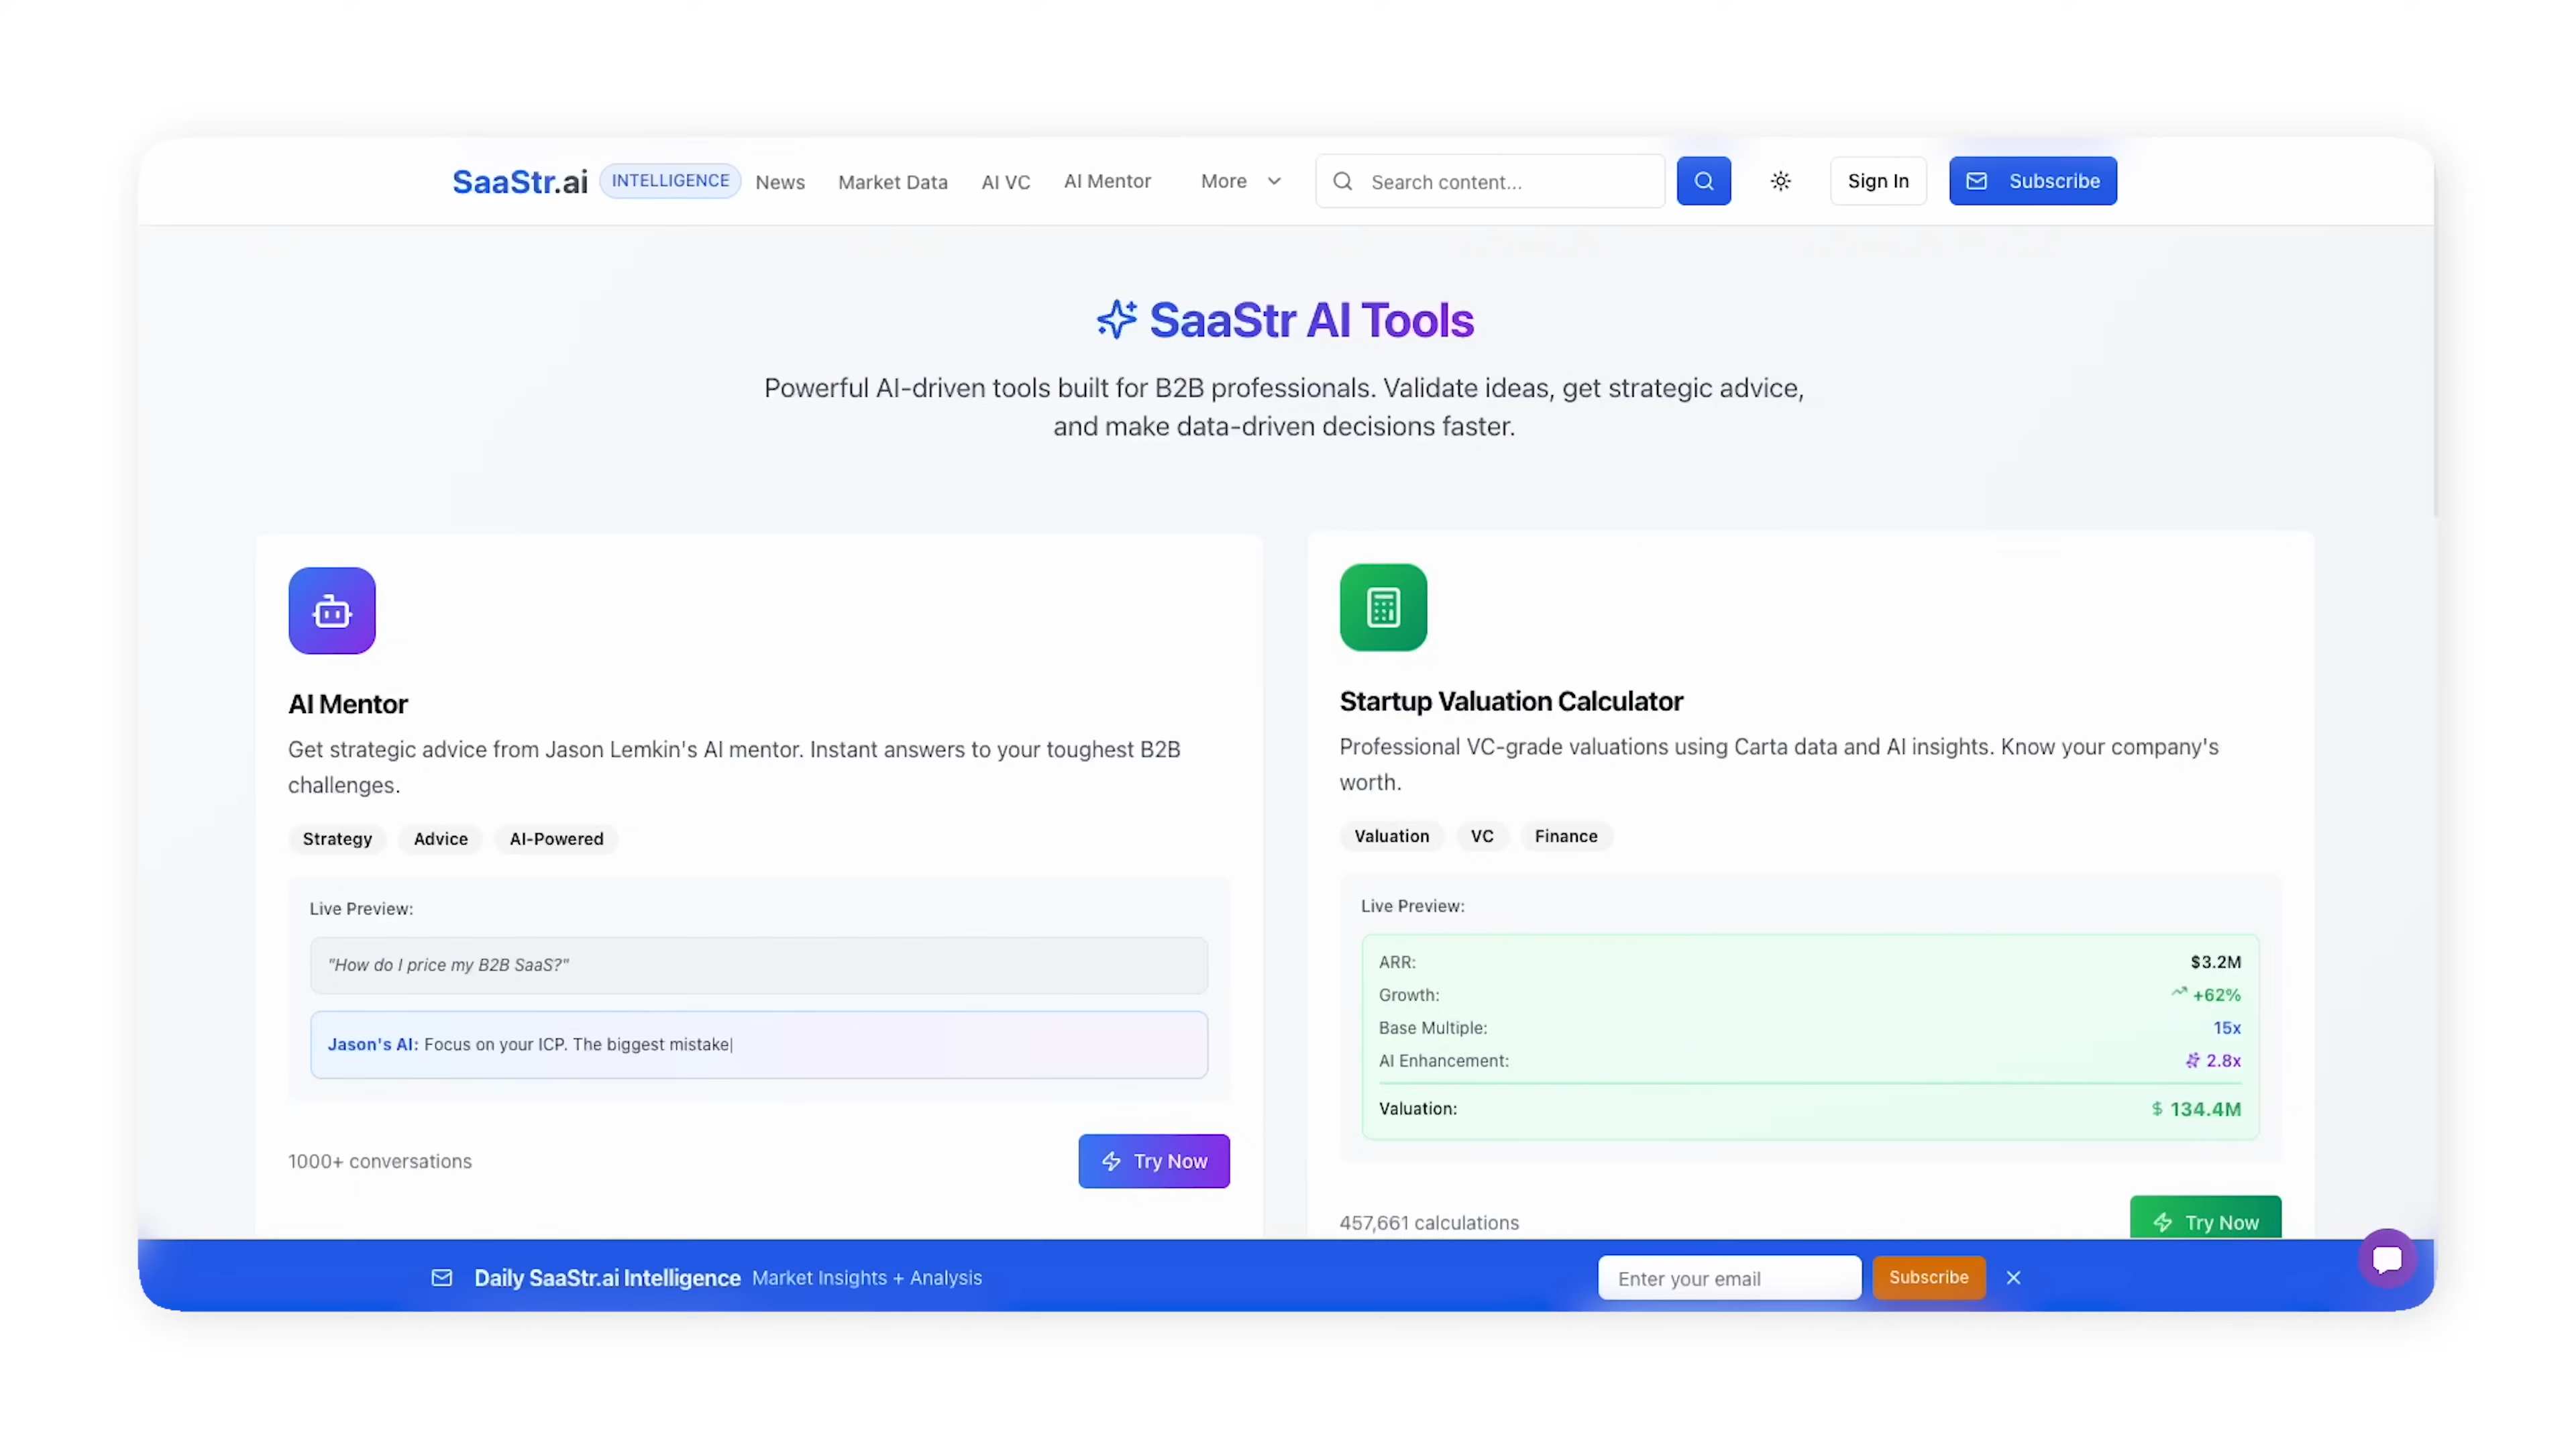 SaaStr.ai INTELLIGENCE News Market Data AI VC AI Mentor More Search content... Sign In Subscribe
SaaStr AI Tools
Powerful AI-driven tools built for B2B professionals. Validate ideas, get strategic advice,
and make data-driven decisions faster.
AI Mentor
Get strategic advice from Jason Lemkin's AI mentor. Instant answers to your toughest B2B
challenges.
Strategy Advice AI-Powered
Live Preview:
"How do I price my B2B SaaS?"
Jason's AI: Focus on your ICP. The biggest mistake|
1000+ conversations Try Now
Startup Valuation Calculator
Professional VC-grade valuations using Carta data and AI insights. Know your company's
worth.
Valuation VC Finance
Live Preview:
ARR: $3.2M
Growth: +62%
Base Multiple: 15x
AI Enhancement: 2.8x
Valuation: $ 134.4M
457,661 calculations Try Now
Daily SaaStr.ai Intelligence Market Insights + Analysis Enter your email Subscribe